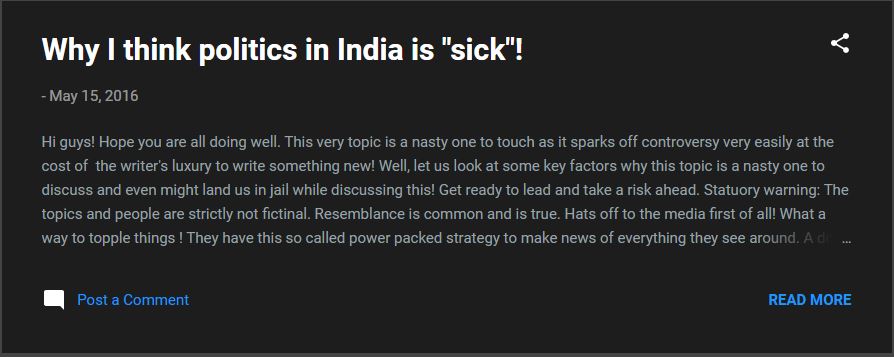 Why I think politics in India is "sick"!
- May 15, 2016
Hi guys! Hope you are all doing well. This very topic is a nasty one to touch as it sparks off controversy very easily at the
cost of  the writer's luxury to write something new! Well, let us look at some key factors why this topic is a nasty one to
discuss and even might land us in jail while discussing this! Get ready to lead and take a risk ahead. Statuory warning: The
topics and people are strictly not fictinal. Resemblance is common and is true. Hats off to the media first of all! What a
way to topple things ! They have this so called power packed strategy to make news of everything they see around. A ...
Post a Comment
READ MORE